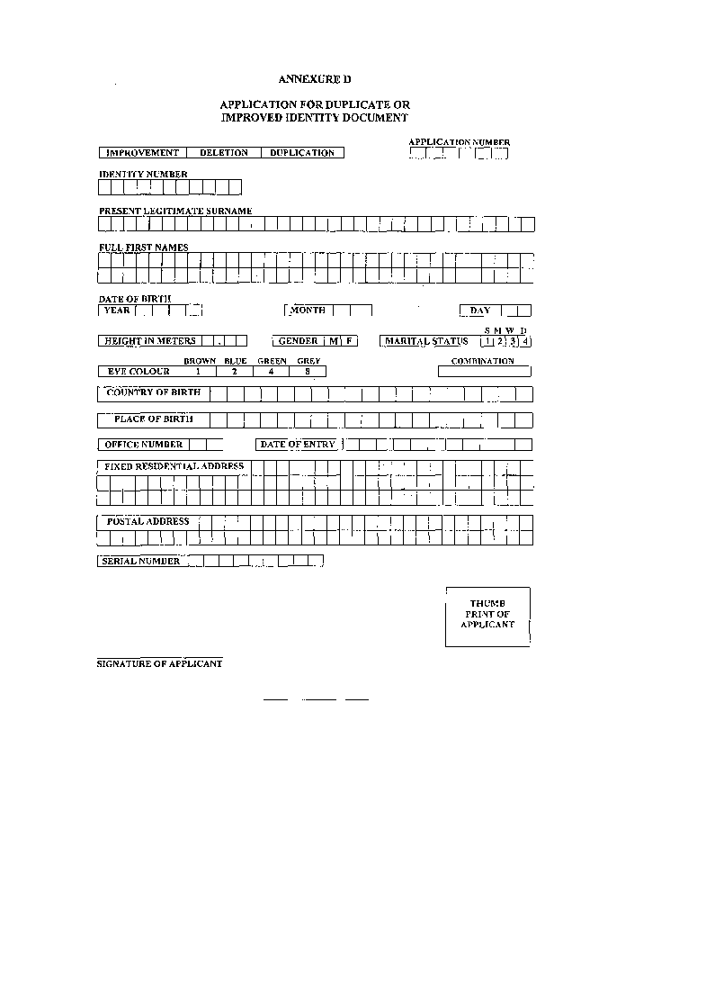 ANNEXURE D
APPLICATION FOR DUPLICATE OR
IMPROVED IDENTITY DOCUMENT
APPLICATION NUMBER
IMPROVEMENT DELETION DUPLICATION
IDENTITY NUMBER
PRESENT LEGITIMATE SURNAME
FULL FIRST NAMES
DATE OF BIRTH
YEAR MONTH DAY
S M W D
HEIGHT IN METERS . GENDER M F MARITAL STATUS 1 2 3 4
BROWN BLUE GREEN GREY COMBINATION
EYE COLOUR 1 2 4 8
COUNTRY OF BIRTH
PLACE OF BIRTH
OFFICE NUMBER DATE OF ENTRY
FIXED RESIDENTIAL ADDRESS
POSTAL ADDRESS
SERIAL NUMBER
THUMB
PRINT OF
APPLICANT
SIGNATURE OF APPLICANT